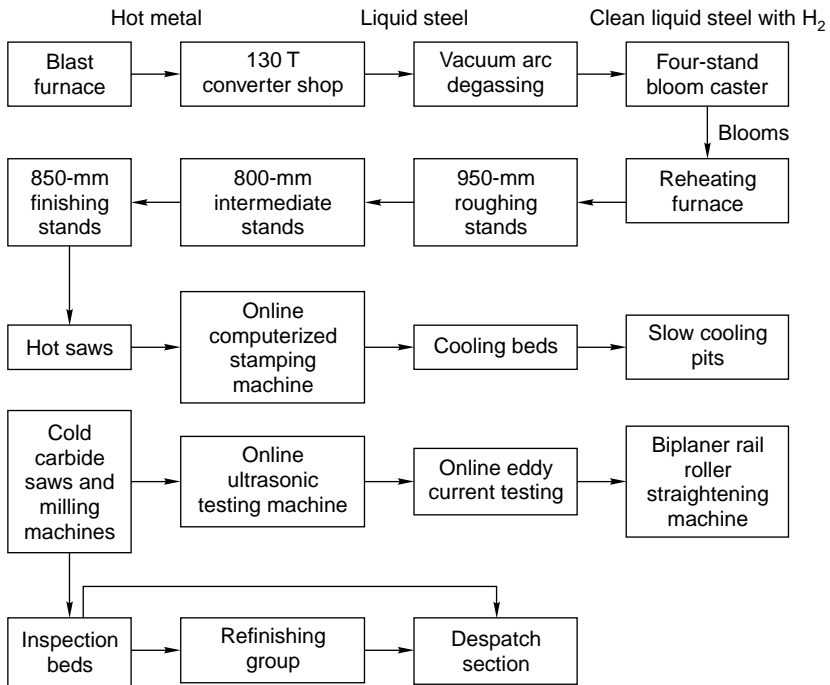 Hot metal
Liquid steel
Clean liquid steel with H2
Blast
furnace
130 T
converter shop
Vacuum arc
degassing
Four-stand
bloom caster
Blooms
850-mm
finishing
stands
800-mm
intermediate
stands
950-mm
roughing
stands
Reheating
furnace
Hot saws
Online
computerized
stamping
machine
Cooling beds
Slow cooling
pits
Cold
carbide
saws and
milling
machines
Online
ultrasonic
testing machine
Online eddy
current testing
Biplaner rail
roller
straightening
machine
Inspection
beds
Refinishing
group
Despatch
section